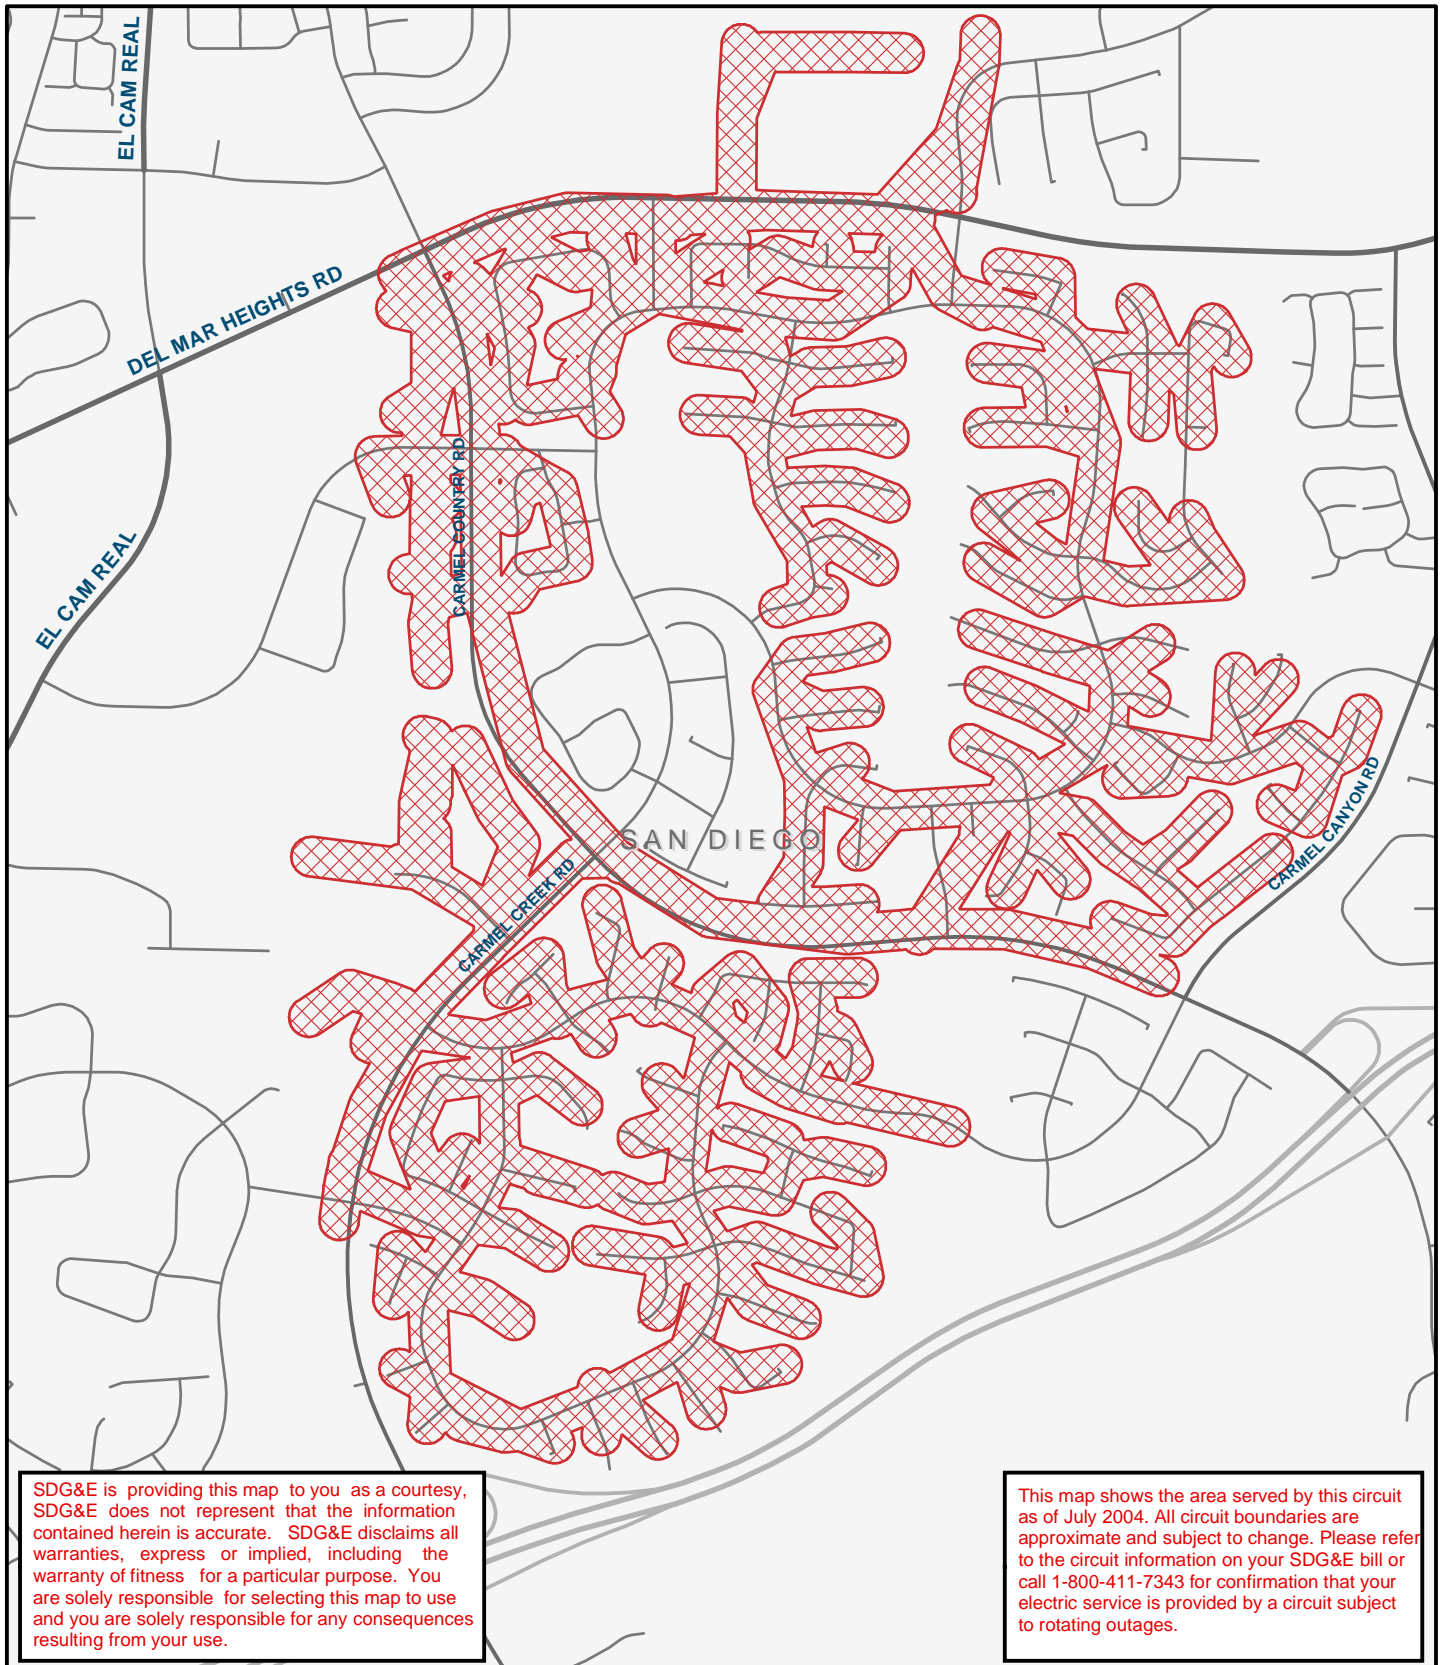 EL CAM REAL
EL CAM REAL
DEL MAR HEIGHTS RD
CARMEL COUNTRY RD
EL CAM REAL
SAN DIEGO
CARMEL CANYON RD
CARMEL CREEK RD
SDG&E is providing this map to you as a courtesy,
SDG&E does not represent that the information
contained herein is accurate. SDG&E disclaims all
warranties, express or implied, including the
warranty of fitness for a particular purpose. You
are solely responsible for selecting this map to use
and you are solely responsible for any consequences
resulting from your use.
This map shows the area served by this circuit
as of July 2004. All circuit boundaries are
approximate and subject to change. Please refer
to the circuit information on your SDG&E bill or
call 1-800-411-7343 for confirmation that your
electric service is provided by a circuit subject
to rotating outages.